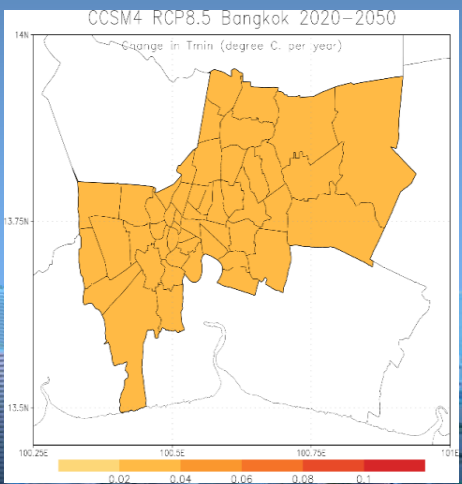 CCSM4 RCP8.5 Bangkok 2020-2050
14N
Change in Tmin (degree C. per year)
13.75N
13.5N
100.25E 100.5E 100.75E 101E
0.02 0.04 0.06 0.08 0.1